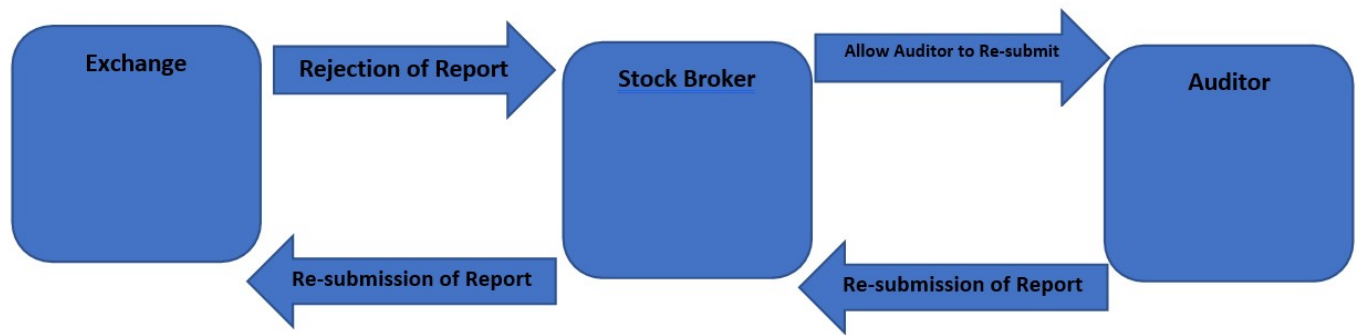 Exchange
Rejection of Report
Stock Broker
Allow Auditor to Re-submit
Auditor
Re-submission of Report
Re-submission of Report